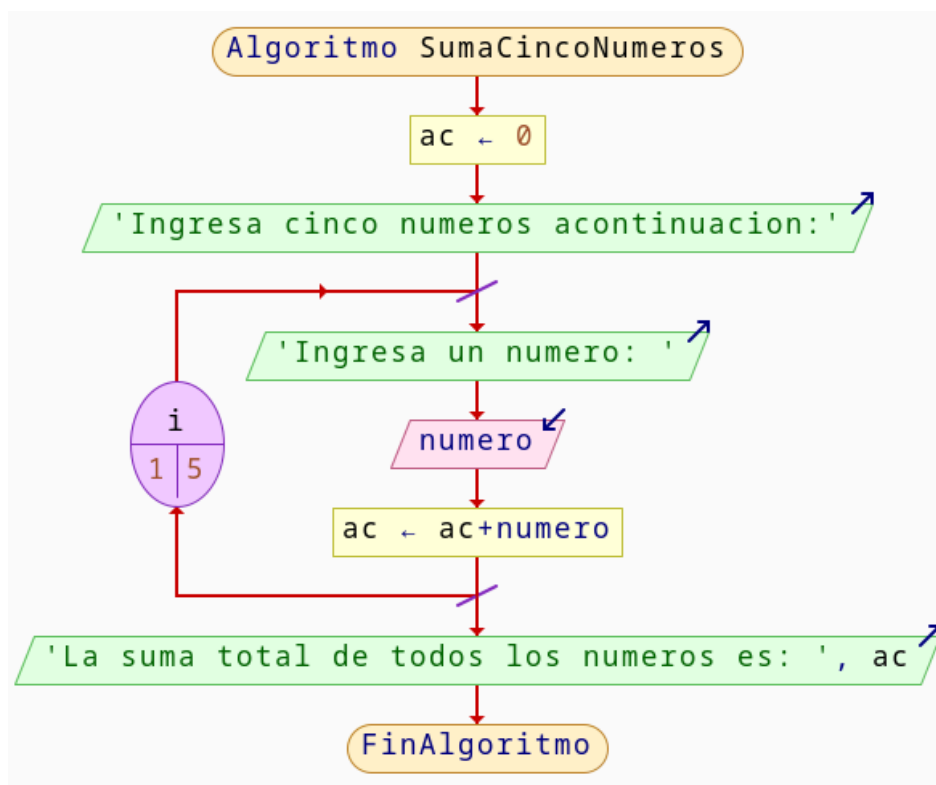 Algoritmo SumaCincoNumeros
ac ← 0
'Ingresa cinco numeros acontinuacion:'
'Ingresa un numero: '
i
1 5
numero
ac ← ac+numero
'La suma total de todos los numeros es: ', ac
FinAlgoritmo